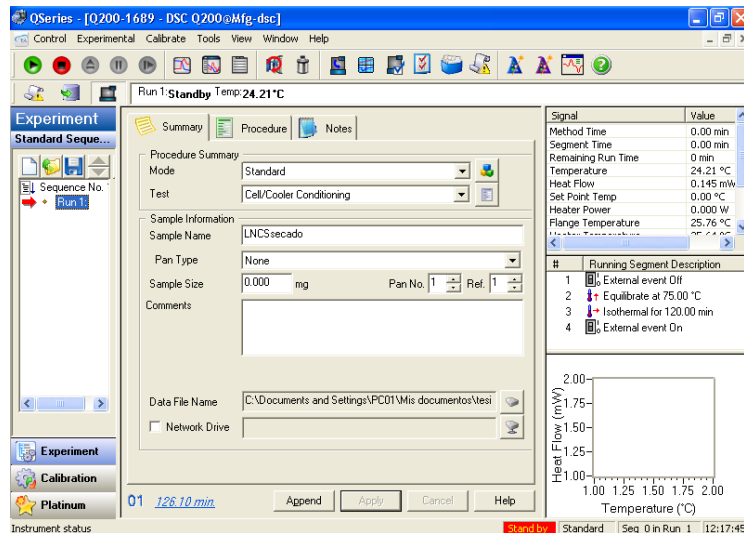 QSeries - [Q200-1689 - DSC Q200@Mfg-dsc]
Control Experimental Calibrate Tools View Window Help
Run 1:Standby Temp:24.21°C
Experiment
Standard Seque...
Sequence No.
Run 1:
Experiment
Calibration
Platinum
Summary Procedure Notes
Procedure Summary
Mode Standard
Test Cell/Cooler Conditioning
Sample Information
Sample Name LNCSsecado
Pan Type None
Sample Size 0.000 mg Pan No. 1 Ref. 1
Comments
Data File Name C:\Documents and Settings\PC01\Mis documentos\tesi
Network Drive
01 126.10 min. Append Apply Cancel Help
Signal Value
Method Time 0.00 min
Segment Time 0.00 min
Remaining Run Time 0 min
Temperature 24.21 °C
Heat Flow 0.145 mW
Set Point Temp 0.00 °C
Heater Power 0.000 W
Flange Temperature 25.76 °C
# Running Segment Description
1 External event Off
2 Equilibrate at 75.00 °C
3 Isothermal for 120.00 min
4 External event On
2.00
1.75
1.50
1.25
1.00
Heat Flow (mW)
1.00 1.25 1.50 1.75 2.00
Temperature (°C)
Instrument status Stand by Standard Seq 0 in Run 1 12:17:45